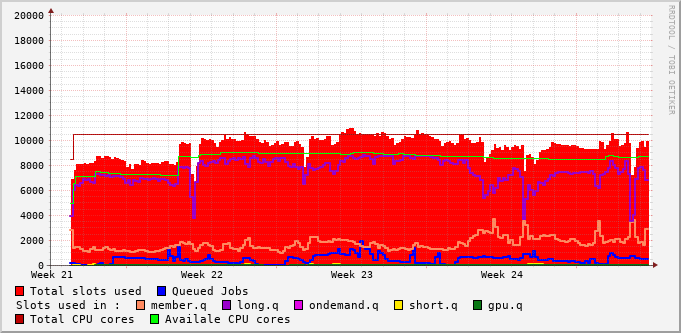 RRDTOOL / TOBI OETIKER
20000
18000
16000
14000
12000
10000
8000
6000
4000
2000
0
Week 21 Week 22 Week 23 Week 24
Total slots used Queued Jobs
Slots used in : member.q long.q ondemand.q short.q gpu.q
Total CPU cores Availale CPU cores